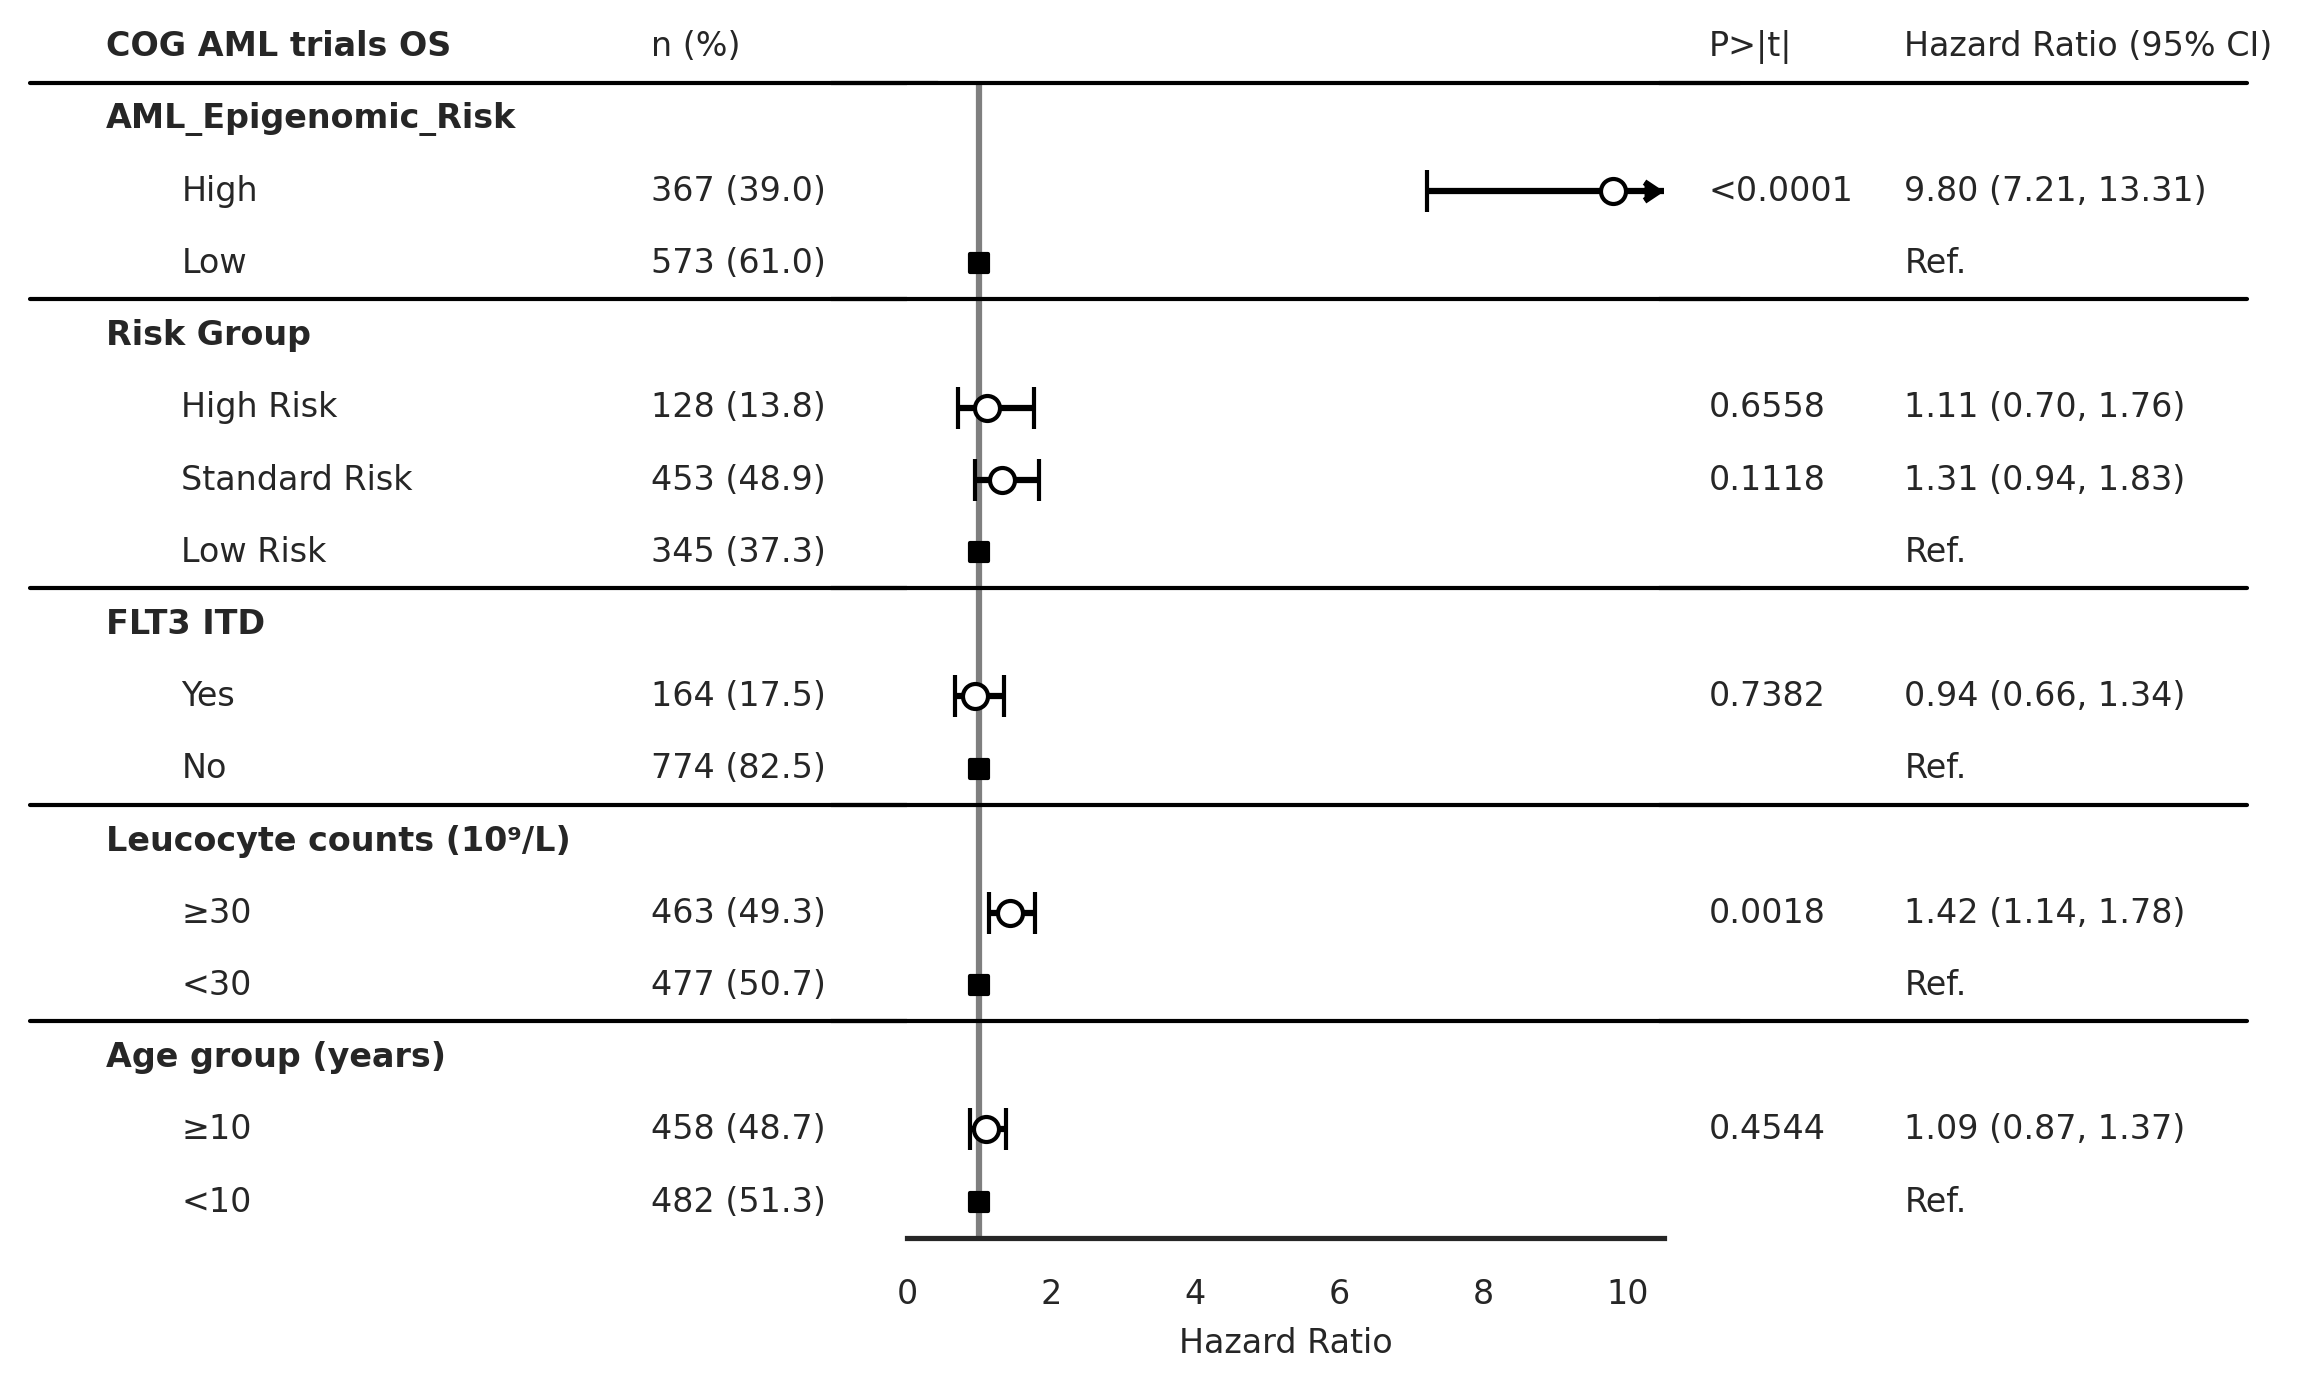 COG AML trials OS n (%) P>|t| Hazard Ratio (95% CI)
AML_Epigenomic_Risk
High 367 (39.0) <0.0001 9.80 (7.21, 13.31)
Low 573 (61.0) Ref.
Risk Group
High Risk 128 (13.8) 0.6558 1.11 (0.70, 1.76)
Standard Risk 453 (48.9) 0.1118 1.31 (0.94, 1.83)
Low Risk 345 (37.3) Ref.
FLT3 ITD
Yes 164 (17.5) 0.7382 0.94 (0.66, 1.34)
No 774 (82.5) Ref.
Leucocyte counts (10⁹/L)
≥30 463 (49.3) 0.0018 1.42 (1.14, 1.78)
<30 477 (50.7) Ref.
Age group (years)
≥10 458 (48.7) 0.4544 1.09 (0.87, 1.37)
<10 482 (51.3) Ref.
0 2 4 6 8 10
Hazard Ratio